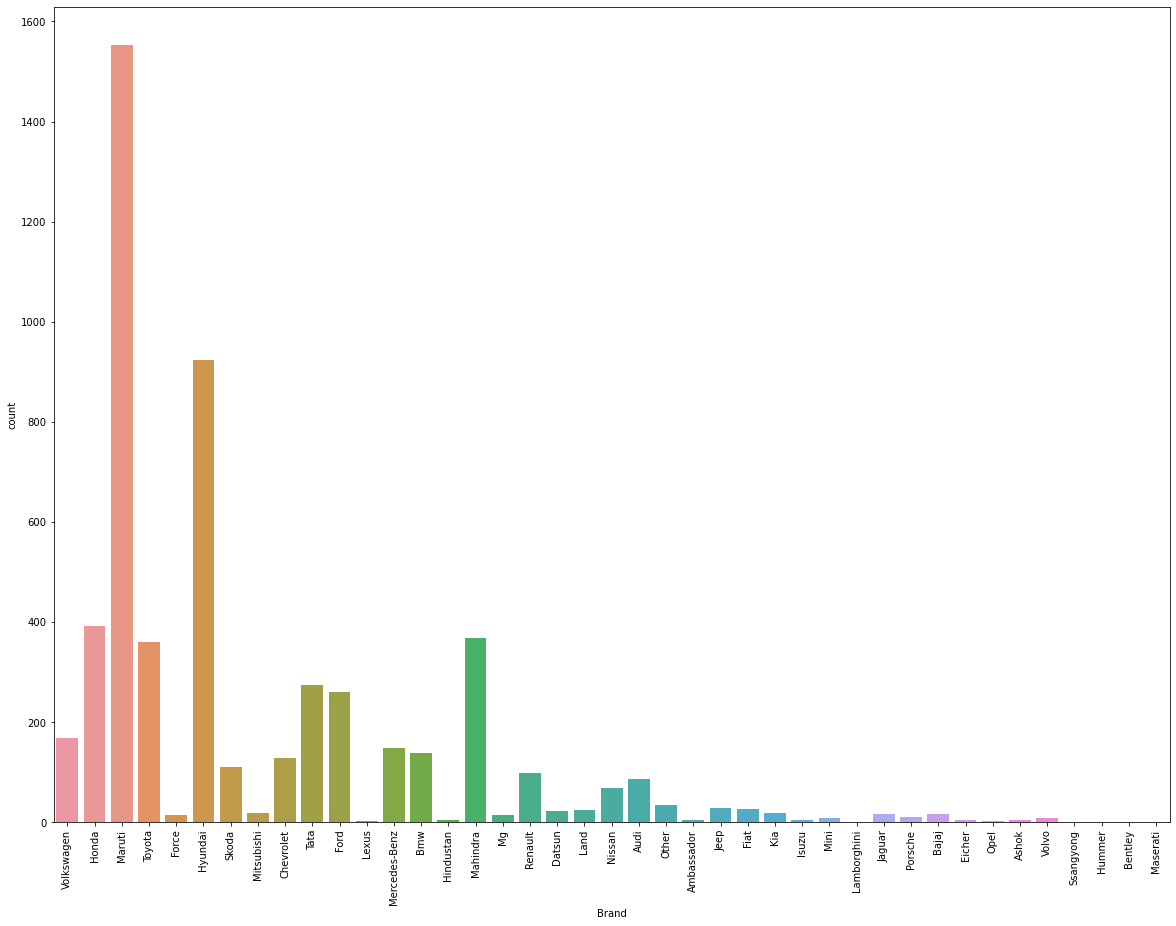 1600
1400
1200
1000
800
600
400
200
0
count
Volkswagen
Honda
Maruti
Toyota
Force
Hyundai
Skoda
Mitsubishi
Chevrolet
Tata
Ford
Lexus
Mercedes-Benz
Bmw
Hindustan
Mahindra
Mg
Renault
Datsun
Land
Nissan
Audi
Other
Ambassador
Jeep
Fiat
Kia
Isuzu
Mini
Lamborghini
Jaguar
Porsche
Bajaj
Eicher
Opel
Ashok
Volvo
Ssangyong
Hummer
Bentley
Maserati
Brand